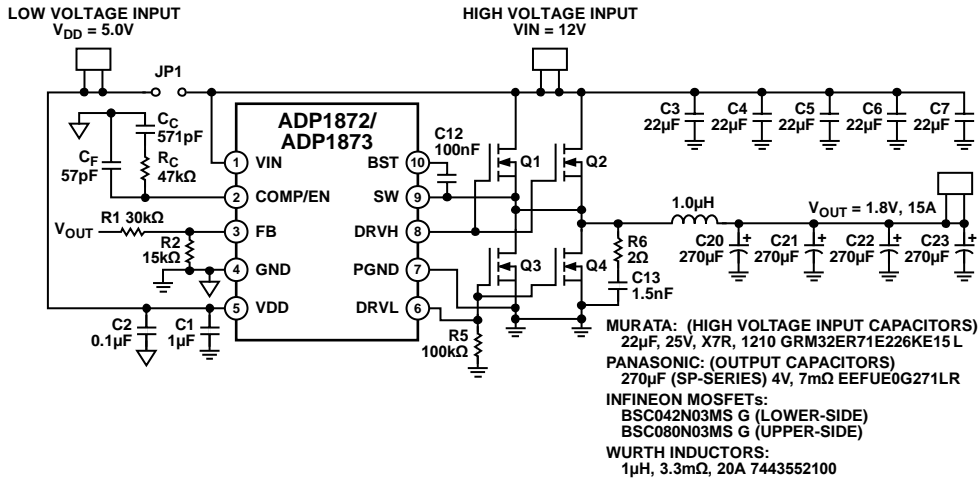 LOW VOLTAGE INPUT
VDD = 5.0V
HIGH VOLTAGE INPUT
VIN = 12V
JP1
C3
22µF
C4
22µF
C5
22µF
C6
22µF
C7
22µF
CC
571pF
CF
57pF
RC
47kΩ
ADP1872/
ADP1873
1 VIN
2 COMP/EN
3 FB
4 GND
5 VDD
BST 10
SW 9
DRVH 8
PGND 7
DRVL 6
C12
100nF
Q1
Q2
Q3
Q4
VOUT
R1 30kΩ
R2
15kΩ
C2
0.1µF
C1
1µF
R5
100kΩ
R6
2Ω
C13
1.5nF
1.0µH
VOUT = 1.8V, 15A
C20
270µF
+
C21
270µF
+
C22
270µF
+
C23
270µF
+
MURATA: (HIGH VOLTAGE INPUT CAPACITORS)
22µF, 25V, X7R, 1210 GRM32ER71E226KE15L
PANASONIC: (OUTPUT CAPACITORS)
270µF (SP-SERIES) 4V, 7mΩ EEFUE0G271LR
INFINEON MOSFETs:
BSC042N03MS G (LOWER-SIDE)
BSC080N03MS G (UPPER-SIDE)
WURTH INDUCTORS:
1µH, 3.3mΩ, 20A 7443552100